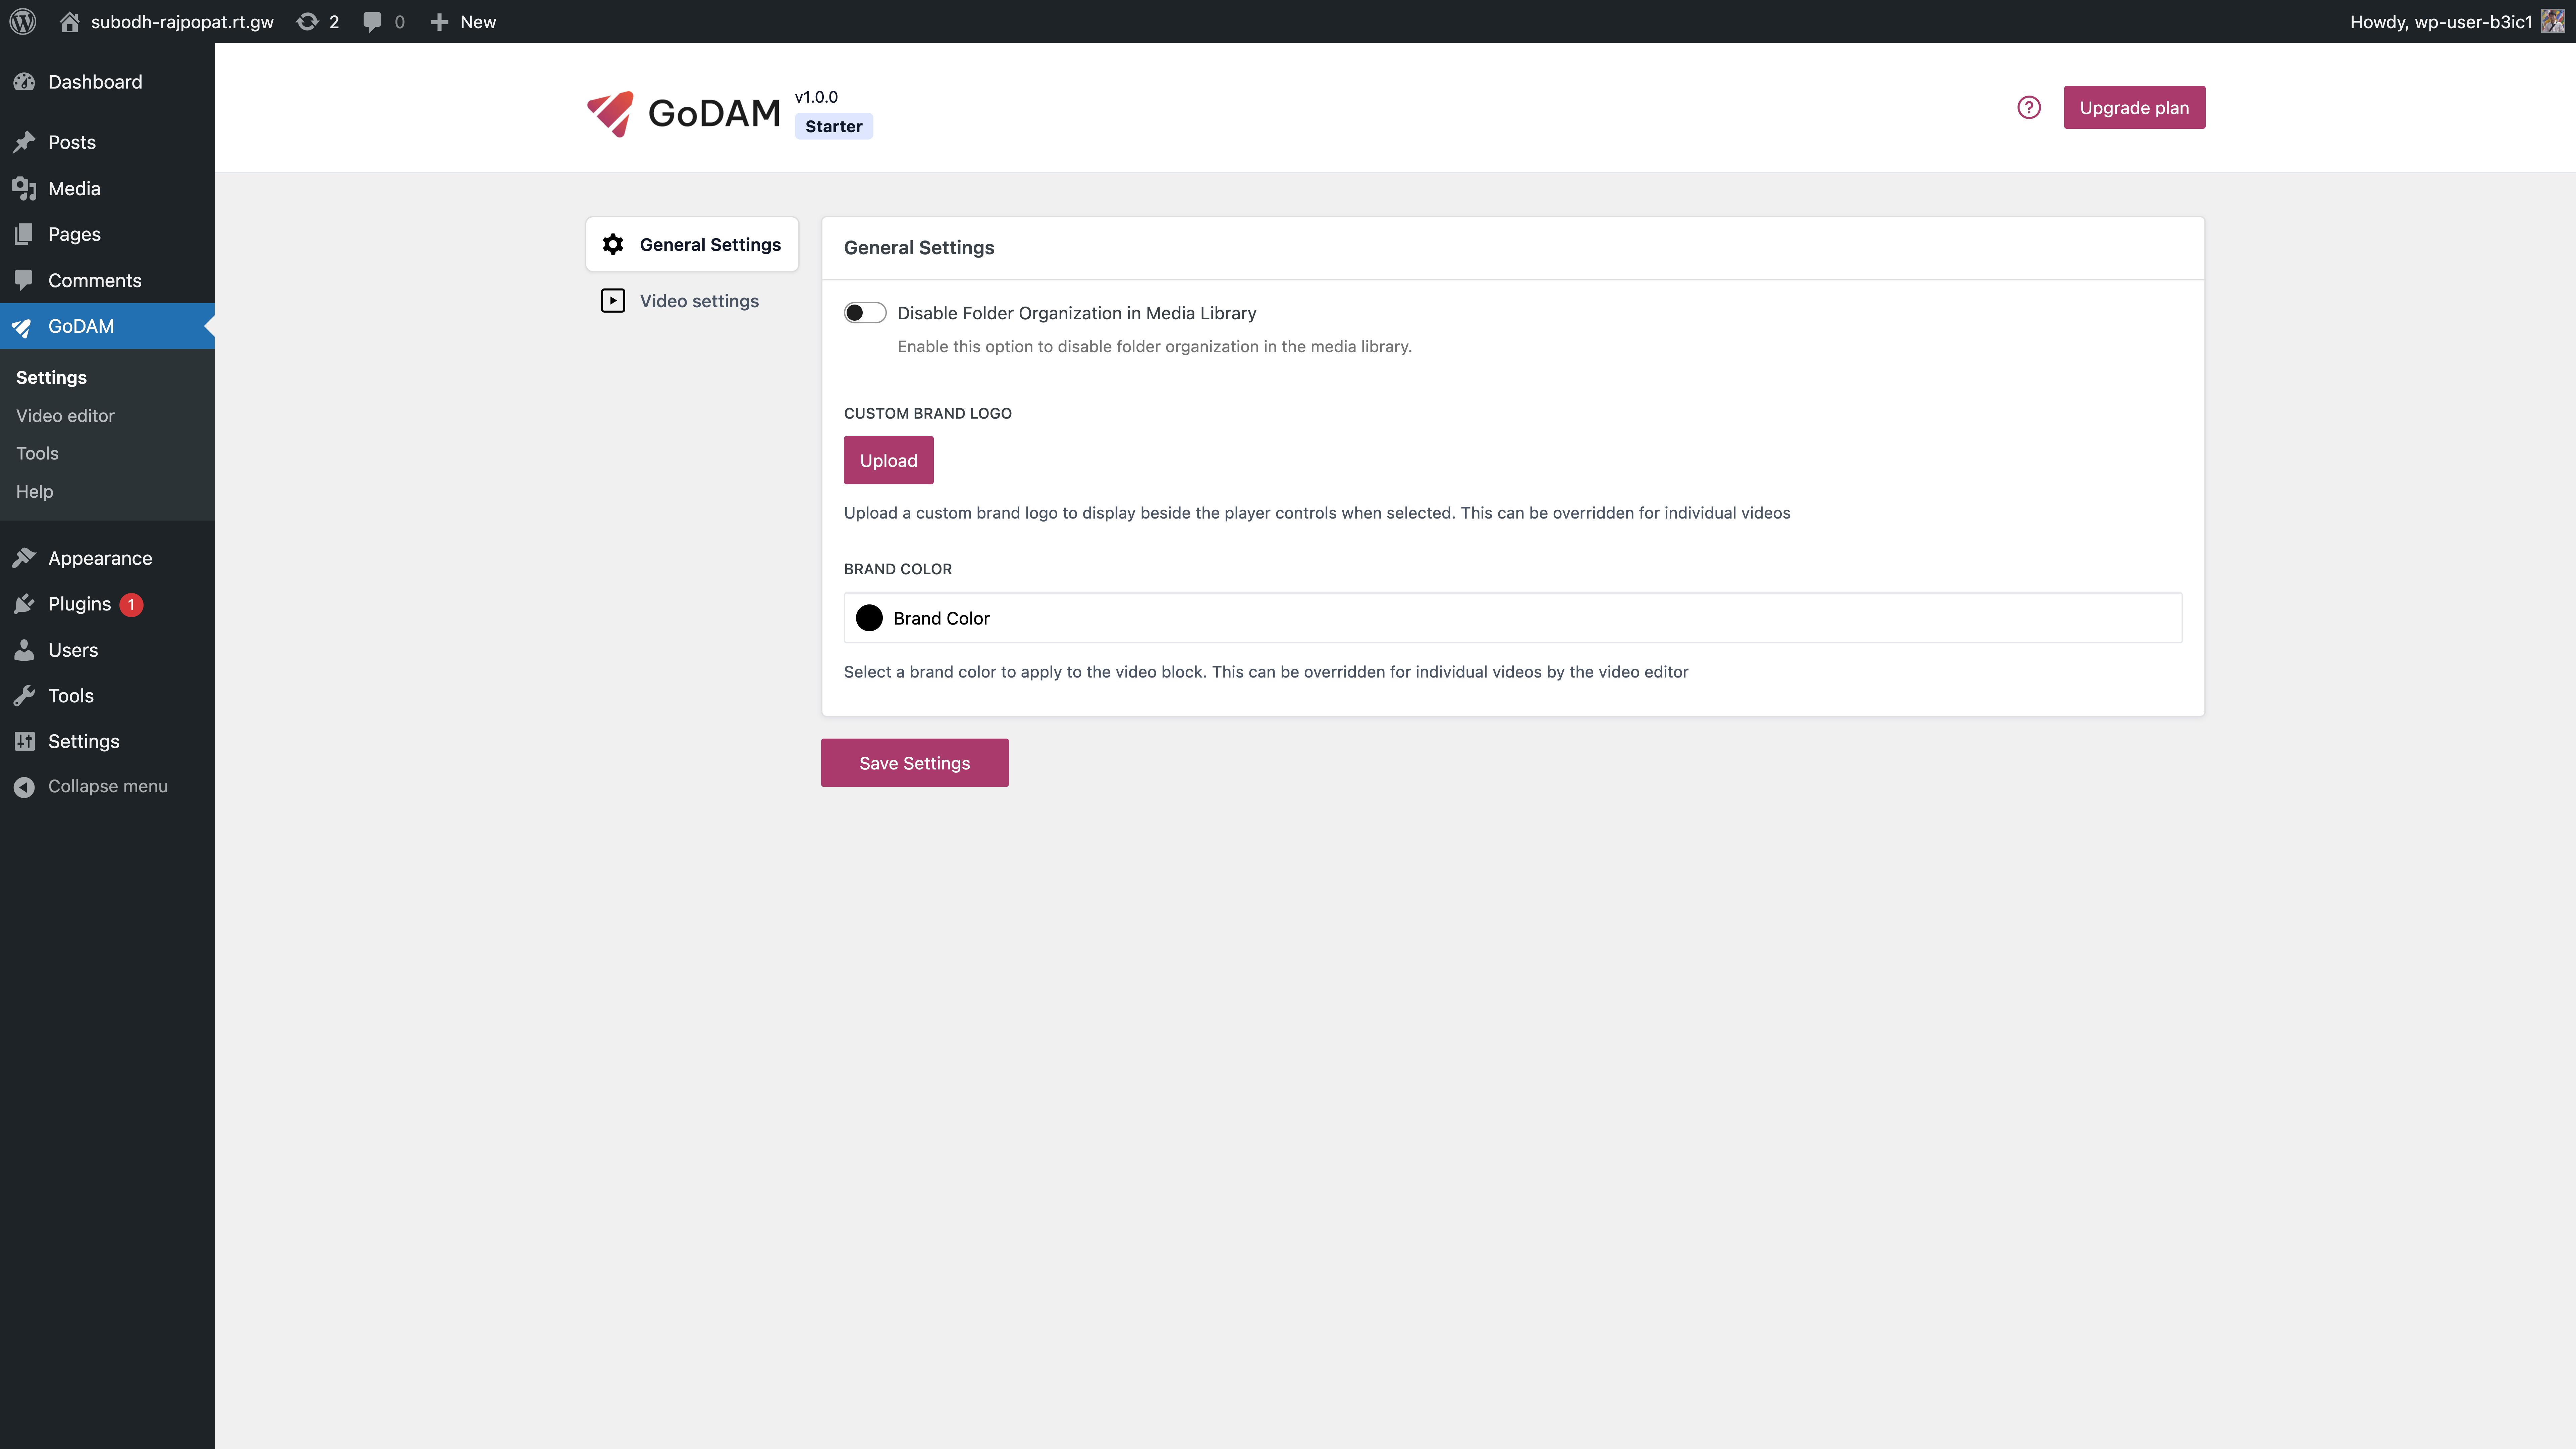 subodh-rajpopat.rt.gw 2 0 New Howdy, wp-user-b3ic1
Dashboard
Posts
Media
Pages
Comments
GoDAM
Settings
Video editor
Tools
Help
Appearance
Plugins 1
Users
Tools
Settings
Collapse menu
GoDAM
v1.0.0
Starter
? Upgrade plan
General Settings
Video settings
General Settings
Disable Folder Organization in Media Library
Enable this option to disable folder organization in the media library.
CUSTOM BRAND LOGO
Upload
Upload a custom brand logo to display beside the player controls when selected. This can be overridden for individual videos
BRAND COLOR
Brand Color
Select a brand color to apply to the video block. This can be overridden for individual videos by the video editor
Save Settings